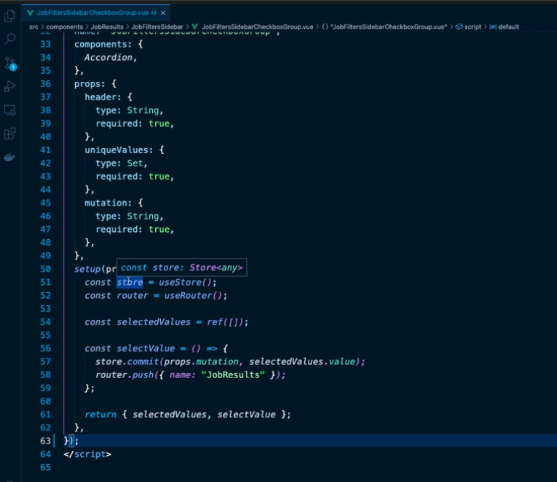 JobFiltersSidebarCheckboxGroup.vue M ×
src > components > JobResults > JobFiltersSidebar > JobFiltersSidebarCheckboxGroup.vue > {} "JobFiltersSidebarCheckboxGroup.vue" > script > default
32 name: "JobFiltersSidebarCheckboxGroup",
33 components: {
34 Accordion,
35 },
36 props: {
37 header: {
38 type: String,
39 required: true,
40 },
41 uniqueValues: {
42 type: Set,
43 required: true,
44 },
45 mutation: {
46 type: String,
47 required: true,
48 },
49 },
const store: Store<any>
50 setup(pr
51 const store = useStore();
52 const router = useRouter();
53
54 const selectedValues = ref([]);
55
56 const selectValue = () => {
57 store.commit(props.mutation, selectedValues.value);
58 router.push({ name: "JobResults" });
59 };
60
61 return { selectedValues, selectValue };
62 },
63 });
64 </script>
65